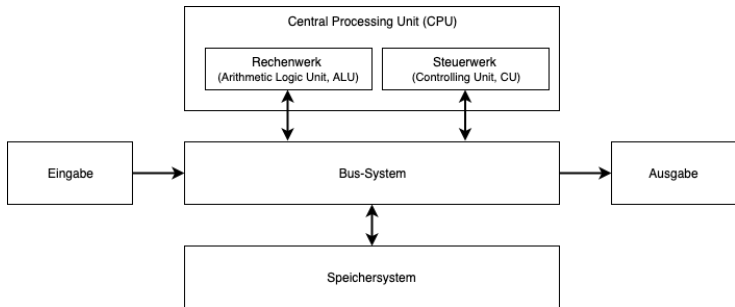 Central Processing Unit (CPU)
Rechenwerk
(Arithmetic Logic Unit, ALU)
Steuerwerk
(Controlling Unit, CU)
Eingabe
Bus-System
Ausgabe
Speichersystem